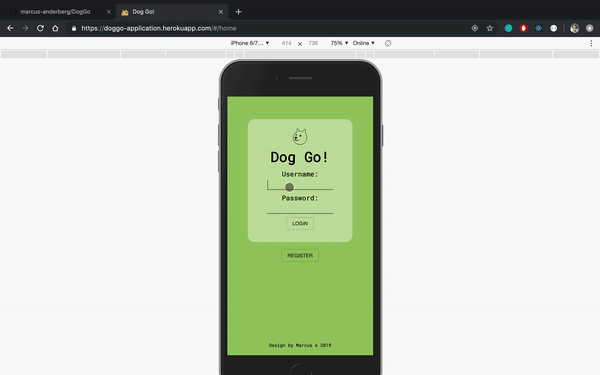 marcus-anderberg/DogGo
Dog Go!
https://doggo-application.herokuapp.com/#/home
iPhone 6/7... 414 × 736 75% Online
Dog Go!
Username:
Password:
LOGIN
REGISTER
Design by Marcus © 2019